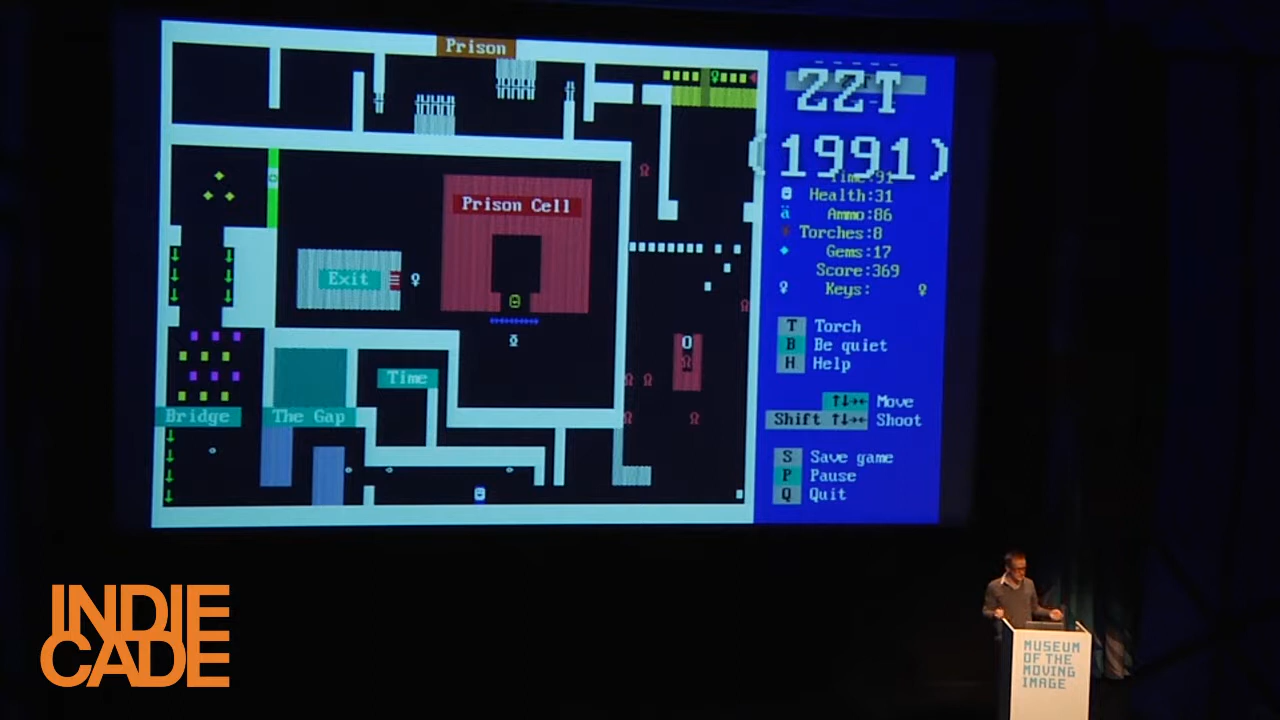 Prison
ZZT
(1991)
Time:91
Health:31
Ammo:86
Torches:8
Gems:17
Score:369
Keys:
Prison Cell
Exit
Time
Bridge
The Gap
T Torch
B Be quiet
H Help
↑↓→← Move
Shift ↑↓→← Shoot
S Save game
P Pause
Q Quit
INDIE
CADE
MUSEUM
OF THE
MOVING
IMAGE